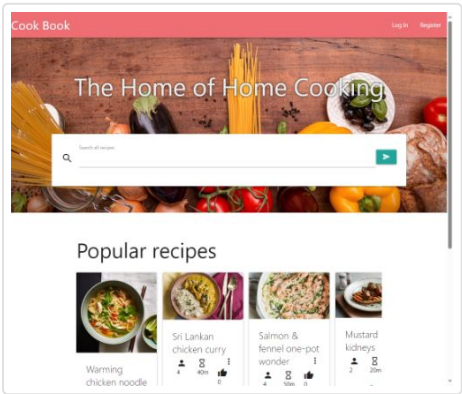 Cook Book
Log In Register
The Home of Home Cooking
Search all recipes
Popular recipes
Warming
chicken noodle
Sri Lankan
chicken curry
4 40m
0
Salmon &
fennel one-pot
wonder
4 50m 0
Mustard
kidneys
2 20m